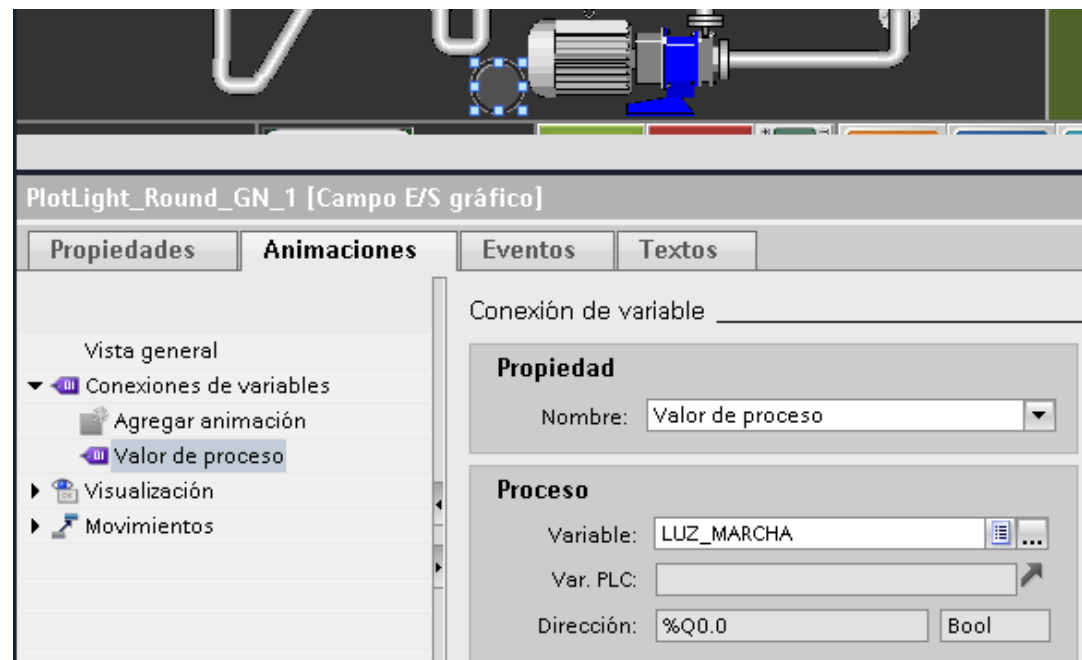 PlotLight_Round_GN_1 [Campo E/S gráfico]
Propiedades Animaciones Eventos Textos
Vista general
Conexiones de variables
Agregar animación
Valor de proceso
Visualización
Movimientos
Conexión de variable
Propiedad
Nombre: Valor de proceso
Proceso
Variable: LUZ_MARCHA ...
Var. PLC:
Dirección: %Q0.0 Bool